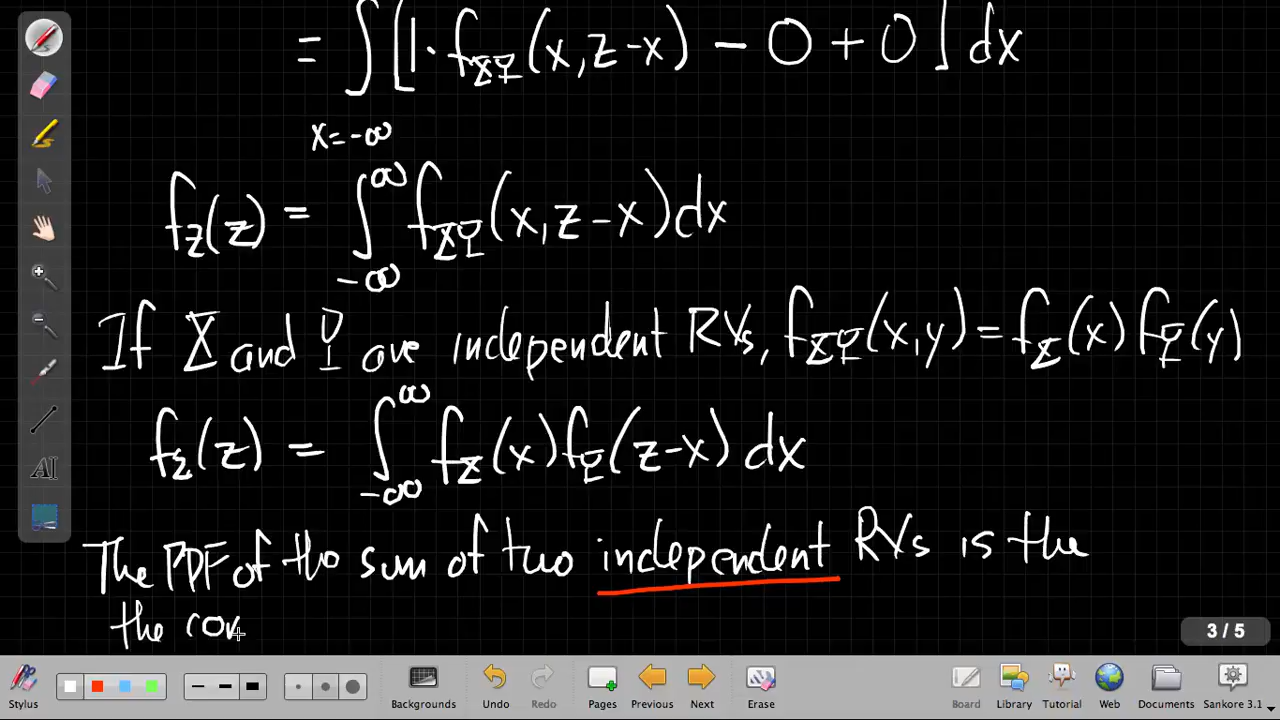 = ∫ [1·f_XY(x, z-x) - 0 + 0] dx
x=-∞
f_Z(z) = ∫_{-∞}^{∞} f_XY(x, z-x) dx
If X and Y are independent RVs, f_XY(x,y) = f_X(x) f_Y(y)
f_Z(z) = ∫_{-∞}^{∞} f_X(x) f_Y(z-x) dx
The PDF of the sum of two independent RVs is the
the con
3 / 5
Stylus Backgrounds Undo Redo Pages Previous Next Erase Board Library Tutorial Web Documents Sankore 3.1